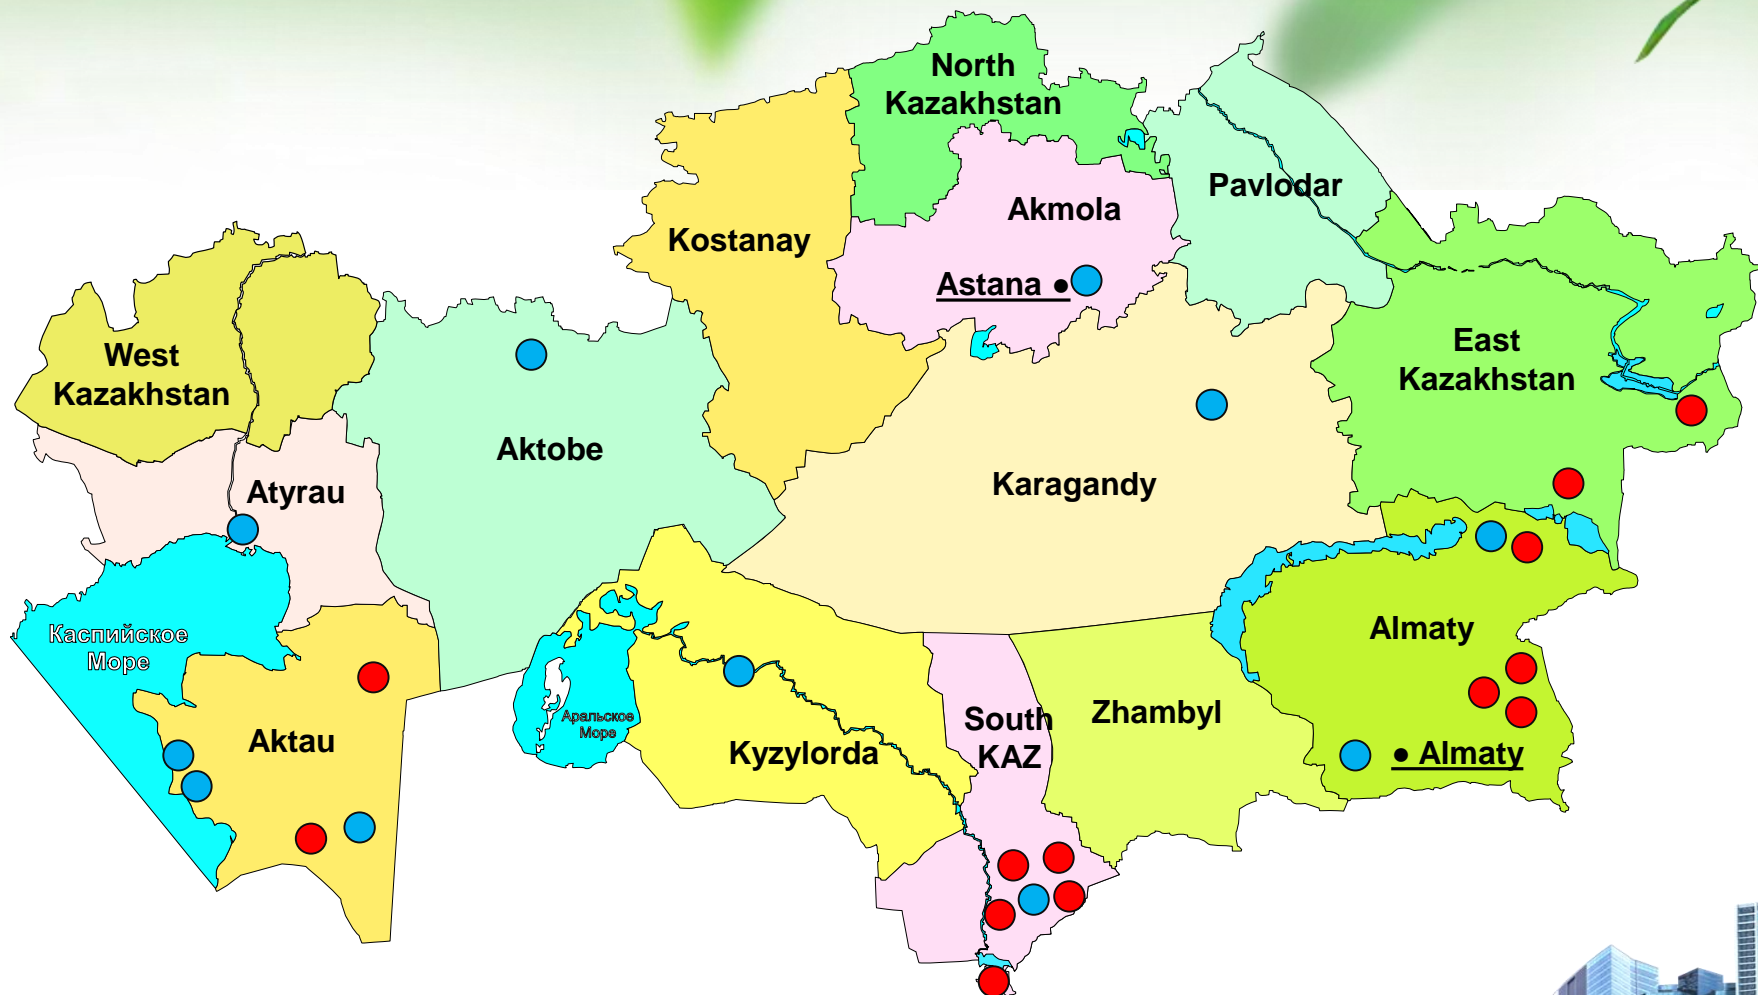 North
Kazakhstan
Pavlodar
Akmola
Kostanay
Astana •
East
Kazakhstan
West
Kazakhstan
Aktobe
Karagandy
Atyrau
Almaty
Каспийское
Море
Zhambyl
South
KAZ
Аральское
Море
Aktau
Kyzylorda
• Almaty